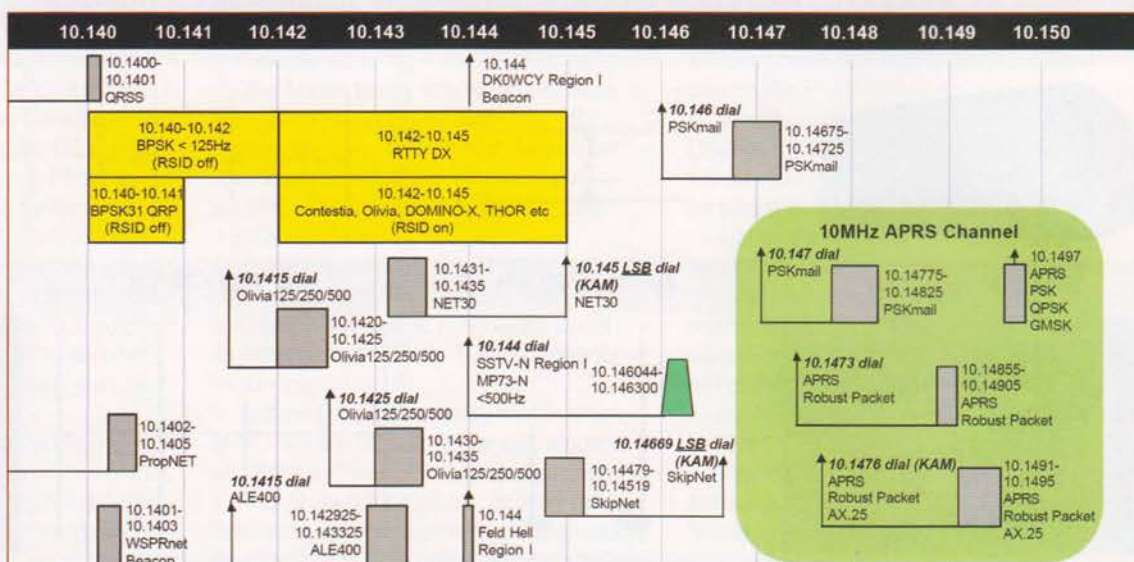 10.140 10.141 10.142 10.143 10.144 10.145 10.146 10.147 10.148 10.149 10.150
10.1400-
10.1401
QRSS
10.144
DK0WCY Region I
Beacon
10.140-10.142
BPSK < 125Hz
(RSID off)
10.142-10.145
RTTY DX
10.146 dial
PSKmail
10.14675-
10.14725
PSKmail
10.140-10.141
BPSK31 QRP
(RSID off)
10.142-10.145
Contestia, Olivia, DOMINO-X, THOR etc
(RSID on)
10MHz APRS Channel
10.147 dial
PSKmail
10.14775-
10.14825
PSKmail
10.1497
APRS
PSK
QPSK
GMSK
10.1415 dial
Olivia125/250/500
10.1420-
10.1425
Olivia125/250/500
10.1431-
10.1435
NET30
10.145 LSB dial
(KAM)
NET30
10.144 dial
SSTV-N Region I
MP73-N
<500Hz
10.146044-
10.146300
10.1473 dial
APRS
Robust Packet
10.14855-
10.14905
APRS
Robust Packet
10.1425 dial
Olivia125/250/500
10.1430-
10.1435
Olivia125/250/500
10.1402-
10.1405
PropNET
10.14669 LSB dial
(KAM)
SkipNet
10.14479-
10.14519
SkipNet
10.1476 dial (KAM)
APRS
Robust Packet
AX.25
10.1491-
10.1495
APRS
Robust Packet
AX.25
10.1415 dial
ALE400
10.1401-
10.1403
WSPRnet
Beacon
10.142925-
10.143325
ALE400
10.144
Feld Hell
Region I